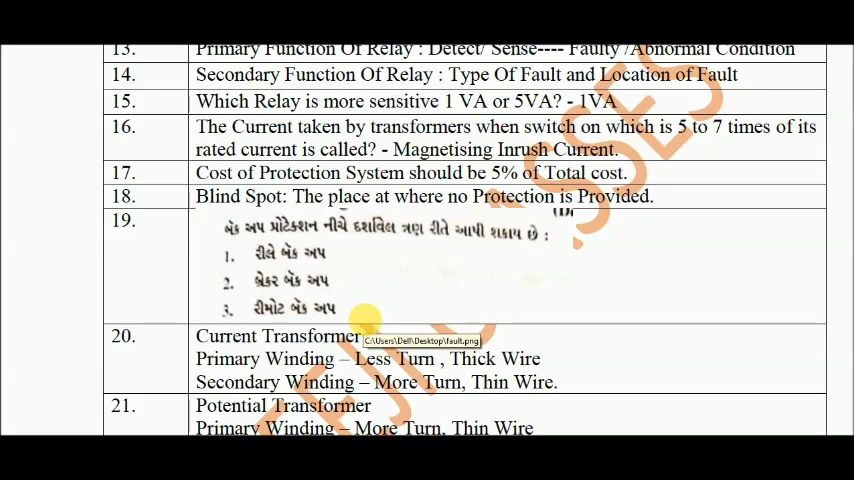 13. Primary Function Of Relay : Detect/ Sense---- Faulty /Abnormal Condition
14. Secondary Function Of Relay : Type Of Fault and Location of Fault
15. Which Relay is more sensitive 1 VA or 5VA? - 1VA
16. The Current taken by transformers when switch on which is 5 to 7 times of its
rated current is called? - Magnetising Inrush Current.
17. Cost of Protection System should be 5% of Total cost.
18. Blind Spot: The place at where no Protection is Provided.
19.
બૅક અપ પ્રોટેક્શન નીચે દર્શાવેલ ત્રણ રીતે આપી શકાય છે :
1. રીલે બૅક અપ
2. બ્રેકર બૅક અપ
3. રીમોટ બૅક અપ
20. Current Transformer
C:\Users\Dell\Desktop\fault.png
Primary Winding – Less Turn , Thick Wire
Secondary Winding – More Turn, Thin Wire.
21. Potential Transformer
Primary Winding – More Turn, Thin Wire